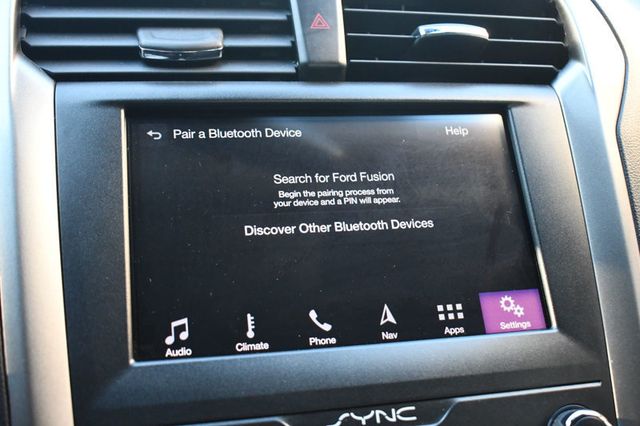 Pair a Bluetooth Device
Help
Search for Ford Fusion
Begin the pairing process from
your device and a PIN will appear.
Discover Other Bluetooth Devices
Audio
Climate
Phone
Nav
Apps
Settings
SYNC